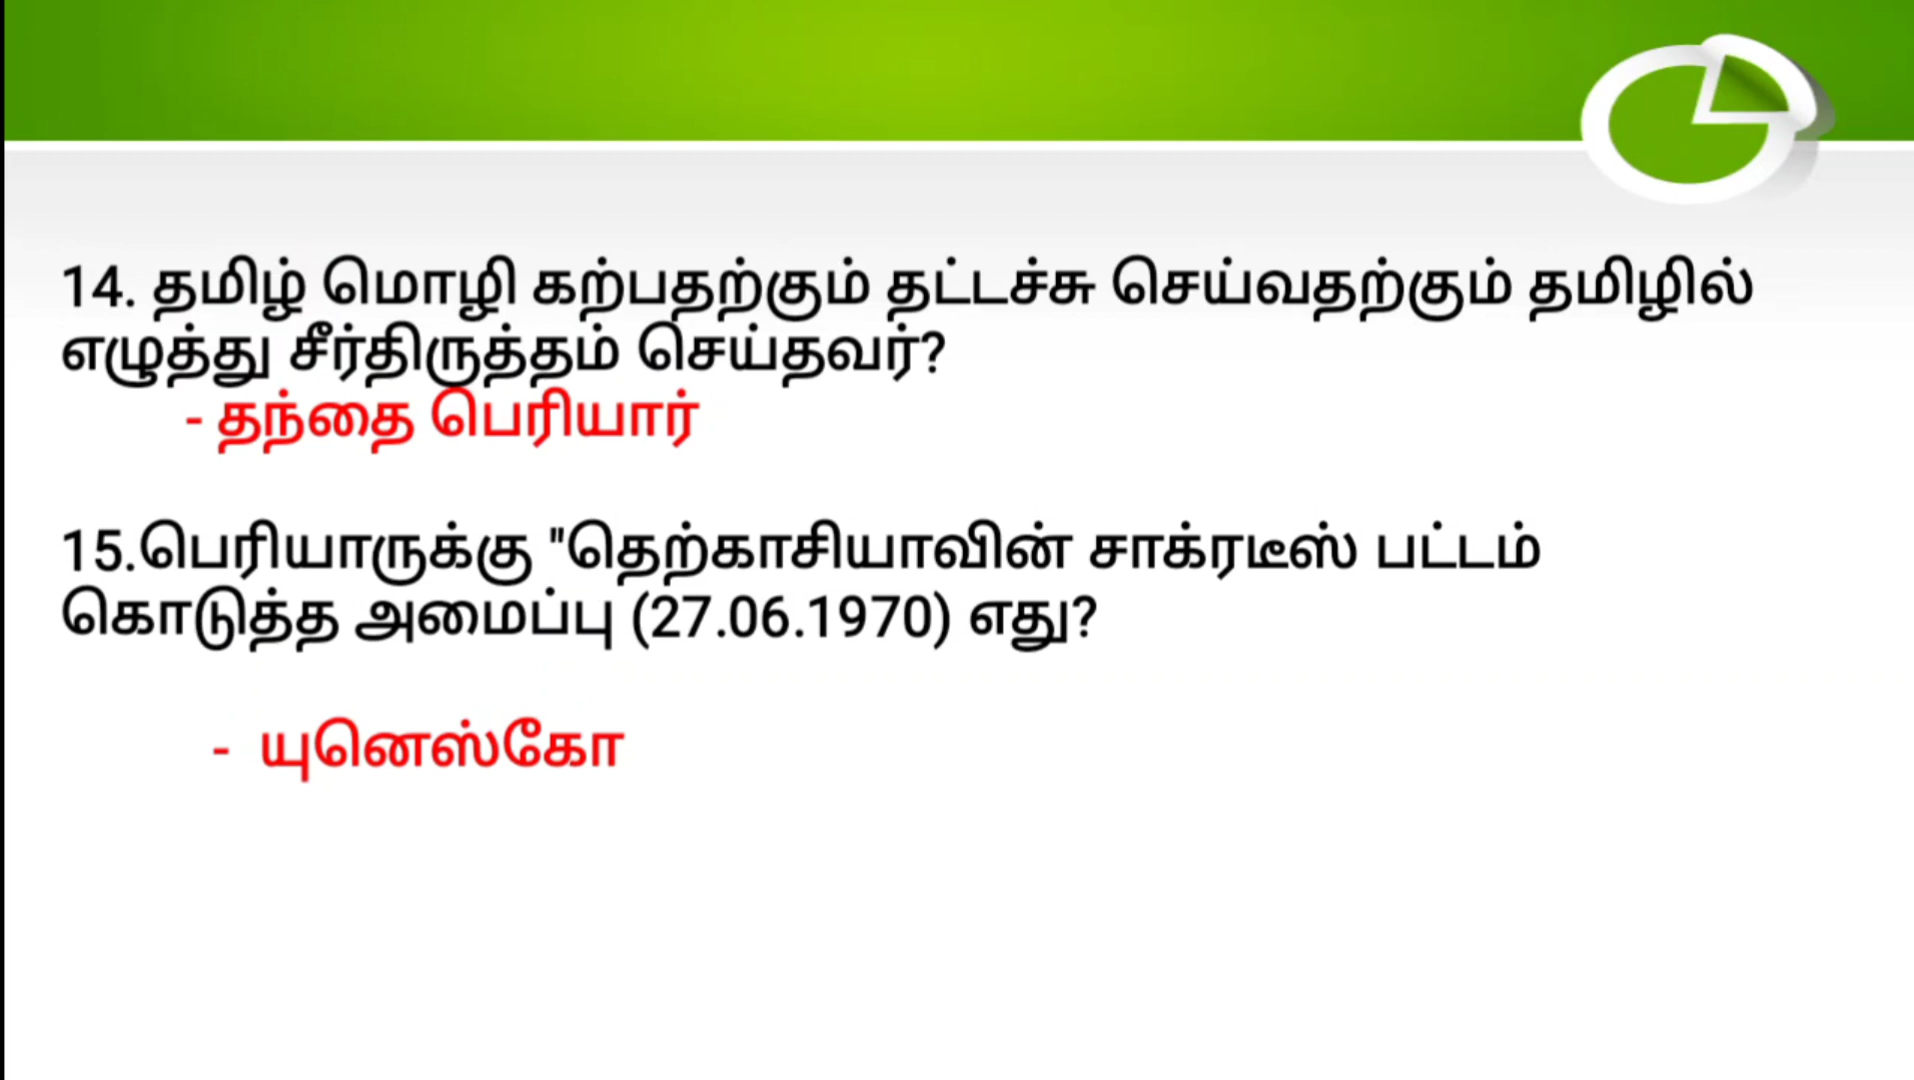 14. தமிழ் மொழி கற்பதற்கும் தட்டச்சு செய்வதற்கும் தமிழில்
எழுத்து சீர்திருத்தம் செய்தவர்?
- தந்தை பெரியார்
15.பெரியாருக்கு "தெற்காசியாவின் சாக்ரடீஸ் பட்டம்
கொடுத்த அமைப்பு (27.06.1970) எது?
- யுனெஸ்கோ